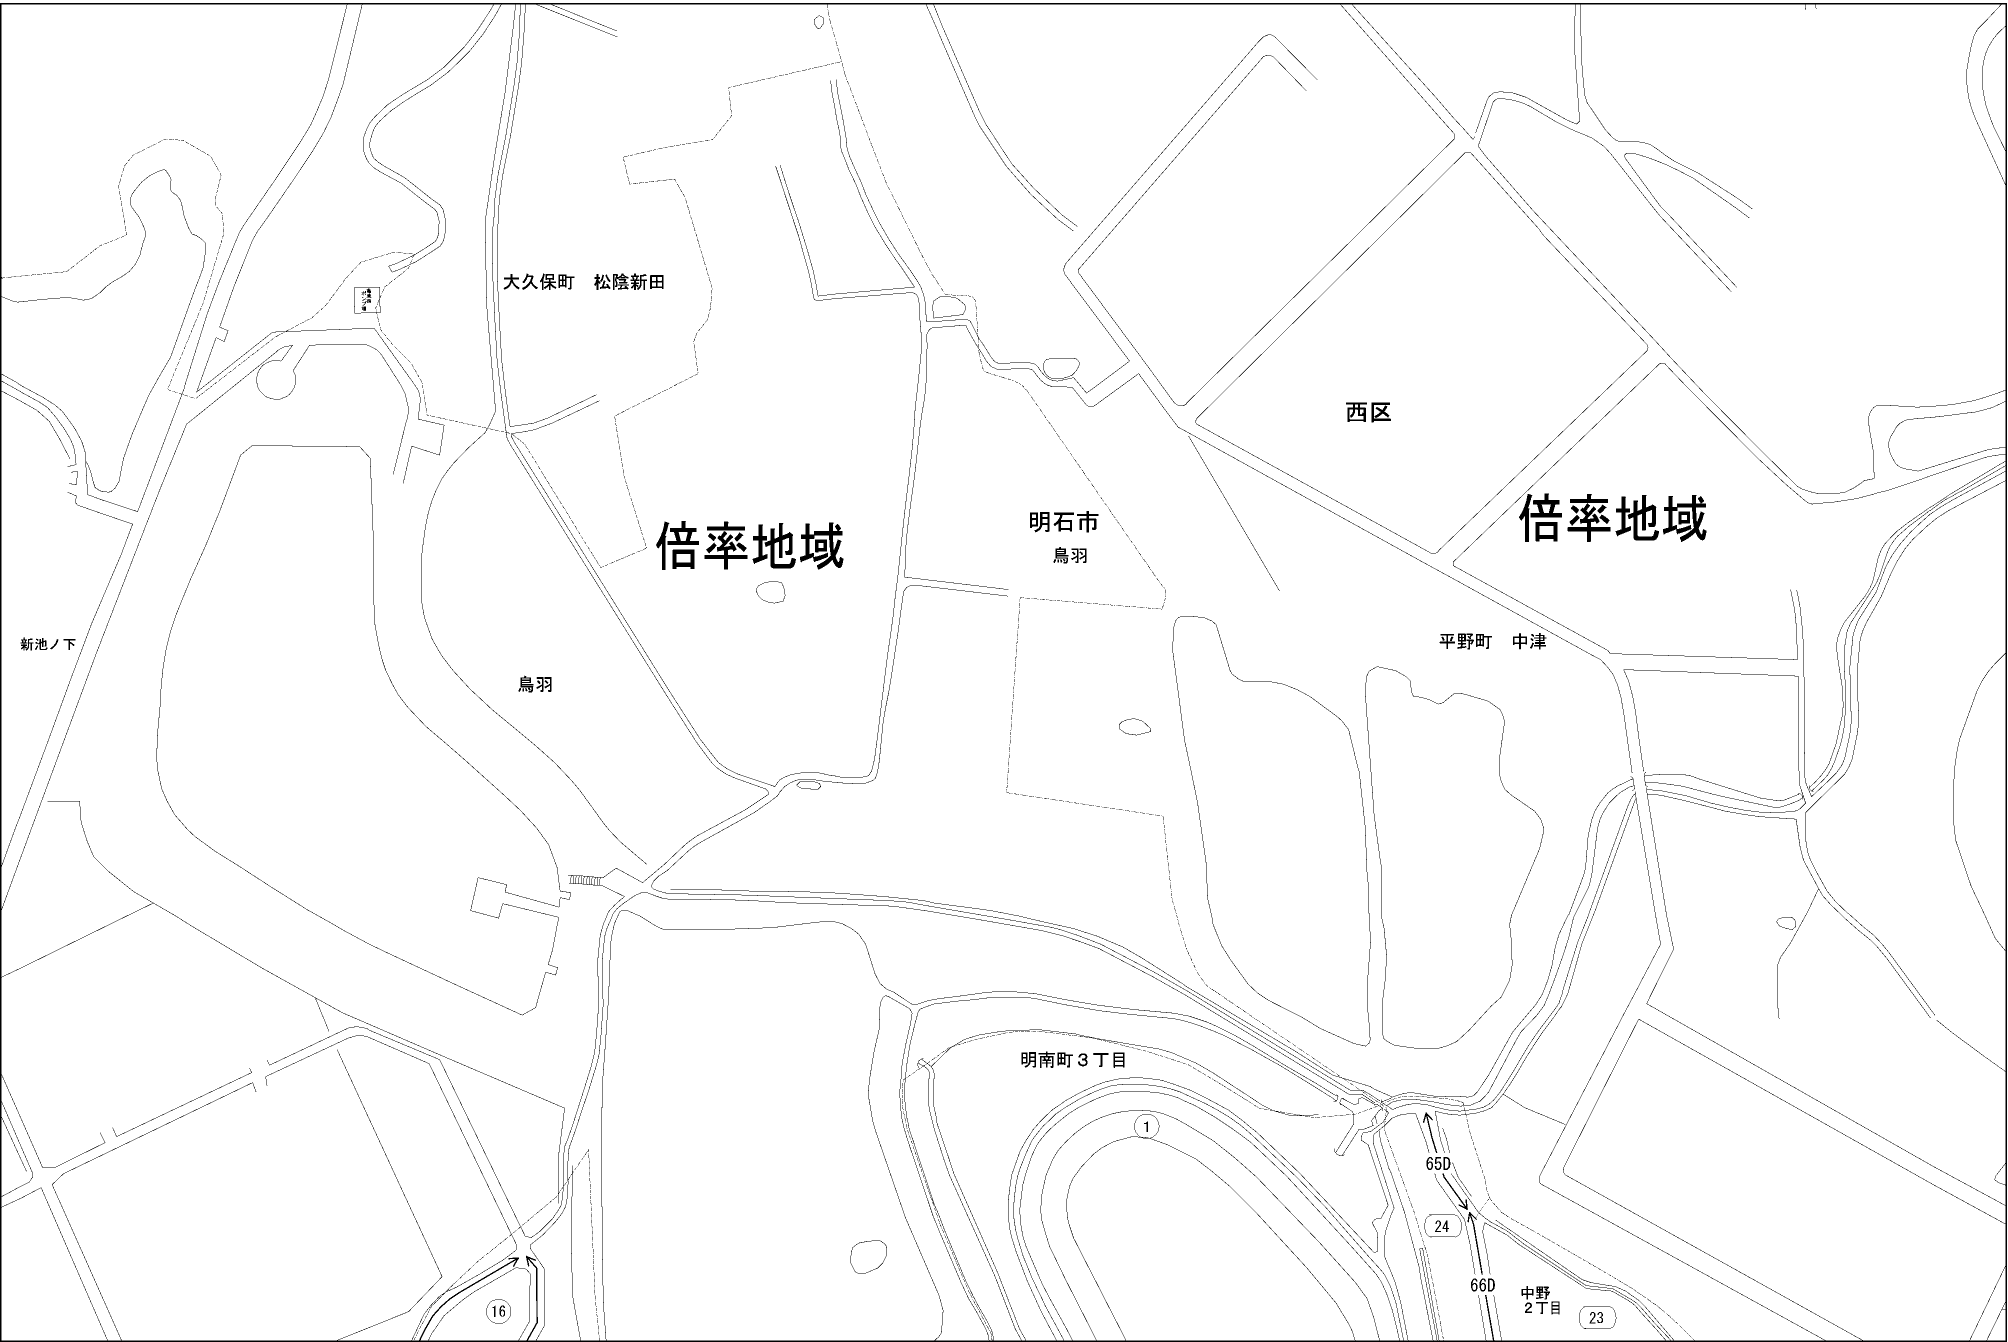 大久保町　松陰新田
西区
倍率地域
明石市
鳥羽
倍率地域
新池ノ下
平野町　中津
鳥羽
明南町３丁目
1
65D
24
66D
中野
２丁目
16
23